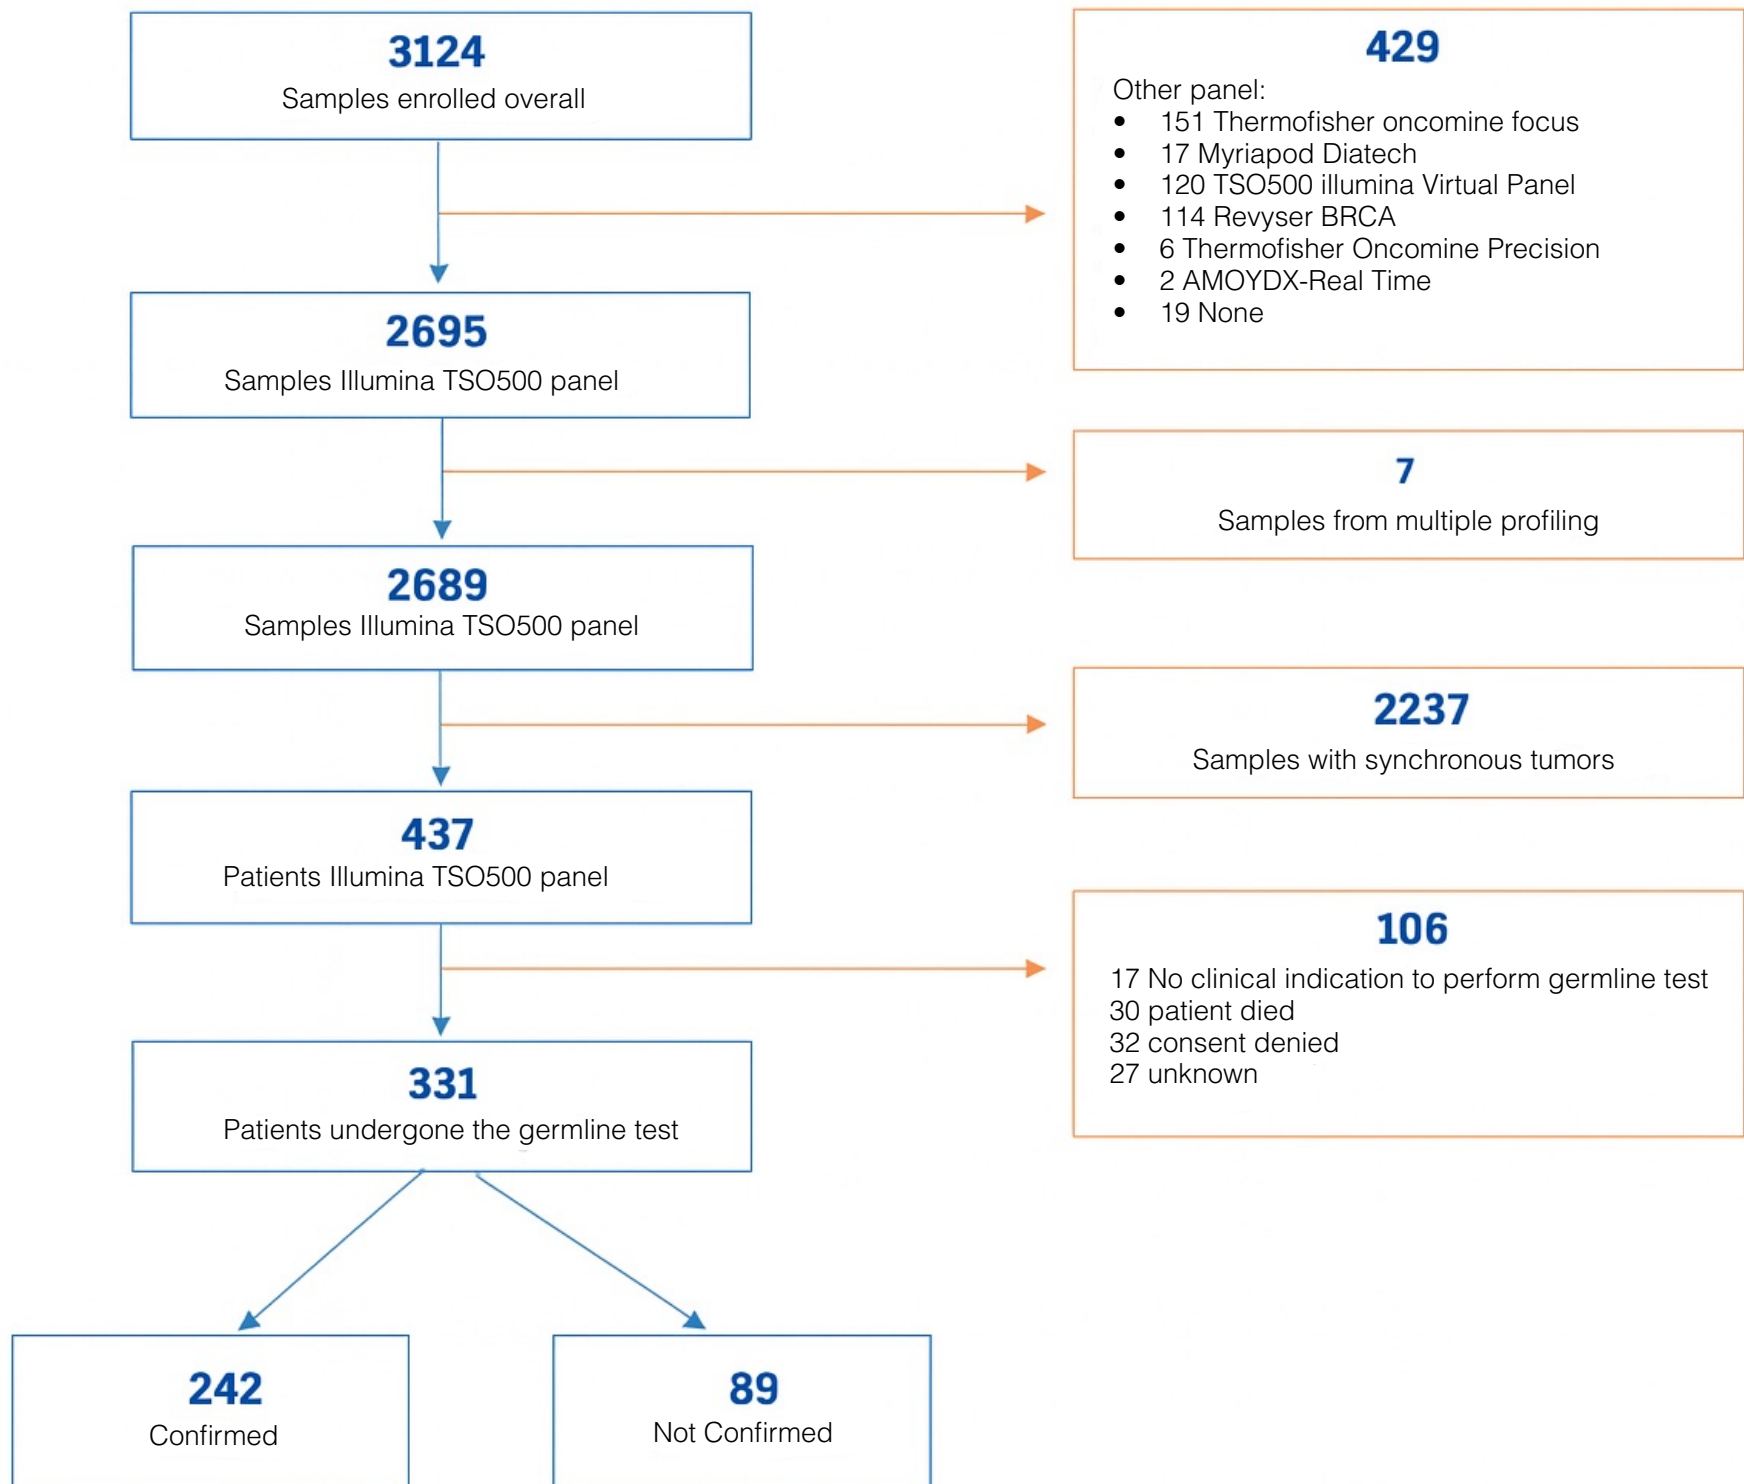 3124
Samples enrolled overall
429
Other panel:
• 151 Thermofisher oncomine focus
• 17 Myriapod Diatech
• 120 TSO500 illumina Virtual Panel
• 114 Revyser BRCA
• 6 Thermofisher Oncomine Precision
• 2 AMOYDX-Real Time
• 19 None
2695
Samples Illumina TSO500 panel
7
Samples from multiple profiling
2689
Samples Illumina TSO500 panel
2237
Samples with synchronous tumors
437
Patients Illumina TSO500 panel
106
17 No clinical indication to perform germline test
30 patient died
32 consent denied
27 unknown
331
Patients undergone the germline test
242
Confirmed
89
Not Confirmed